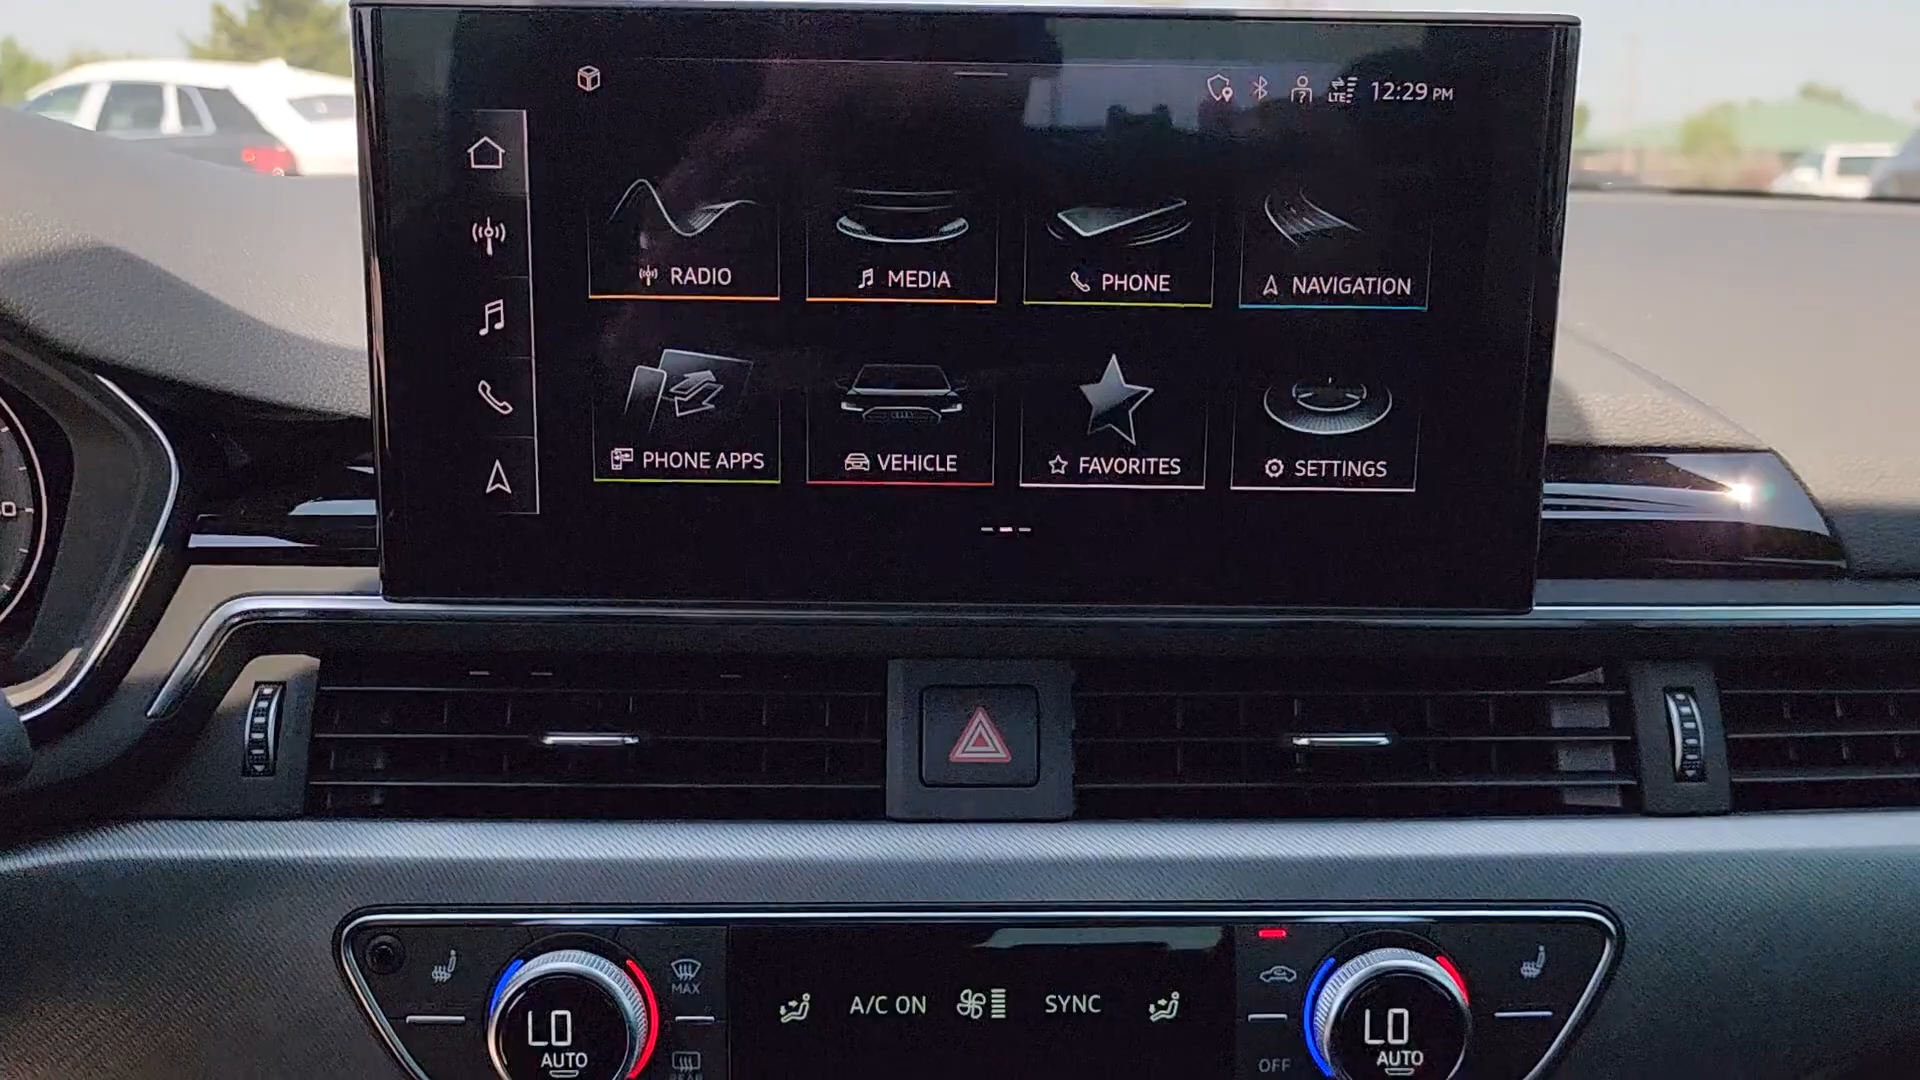 LTE 12:29 PM
RADIO MEDIA PHONE NAVIGATION
PHONE APPS VEHICLE FAVORITES SETTINGS
MAX
LO
AUTO
A/C ON SYNC
OFF
LO
AUTO